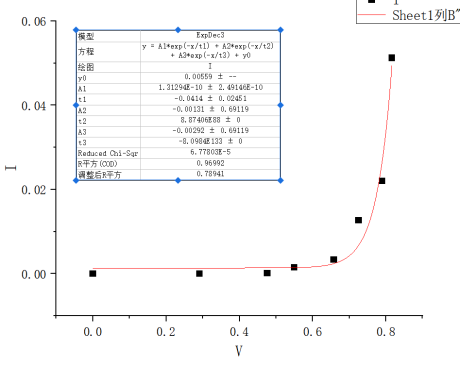 I
Sheet1列B"
0.06
0.04
0.02
0.00
I
模型 ExpDec3
方程 y = A1*exp(-x/t1) + A2*exp(-x/t2) + A3*exp(-x/t3) + y0
绘图 I
y0 0.00559 ± --
A1 1.31294E-10 ± 2.49146E-10
t1 -0.0414 ± 0.02451
A2 -0.00131 ± 0.69119
t2 8.87406E88 ± 0
A3 -0.00292 ± 0.69119
t3 -8.0984E133 ± 0
Reduced Chi-Sqr 6.77803E-5
R平方(COD) 0.96992
调整后R平方 0.78941
0.0 0.2 0.4 0.6 0.8
V